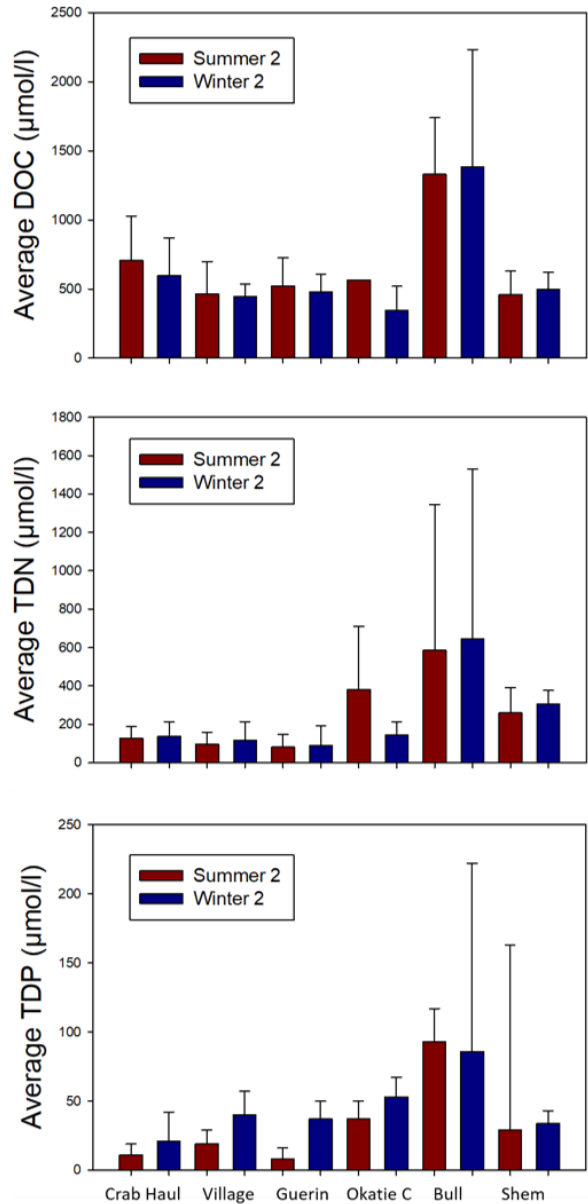 2500
Summer 2
2000
Winter 2
1500
1000
500
0
Average DOC (µmol/l)
1800
1600
Summer 2
1400
Winter 2
1200
1000
800
600
400
200
0
Average TDN (µmol/l)
250
Summer 2
200
Winter 2
150
100
50
0
Average TDP (µmol/l)
Crab Haul Village Guerin Okatie C Bull Shem